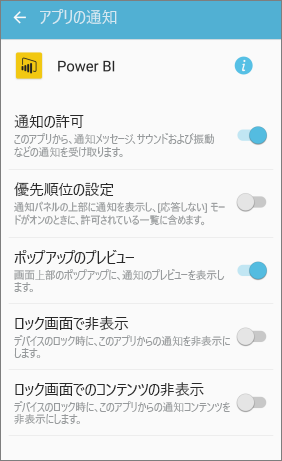 アプリの通知
Power BI
通知の許可
このアプリから、通知メッセージ、サウンドおよび振動
などの通知を受け取ります。
優先順位の設定
通知パネルの上部に通知を表示し、[応答しない] モー
ドがオンのときに、許可されている一覧に含めます。
ポップアップのプレビュー
画面上部のポップアップに、通知のプレビューを表示し
ます。
ロック画面で非表示
デバイスのロック時に、このアプリからの通知を非表示に
します。
ロック画面でのコンテンツの非表示
デバイスのロック時に、このアプリからの通知コンテンツを
非表示にします。